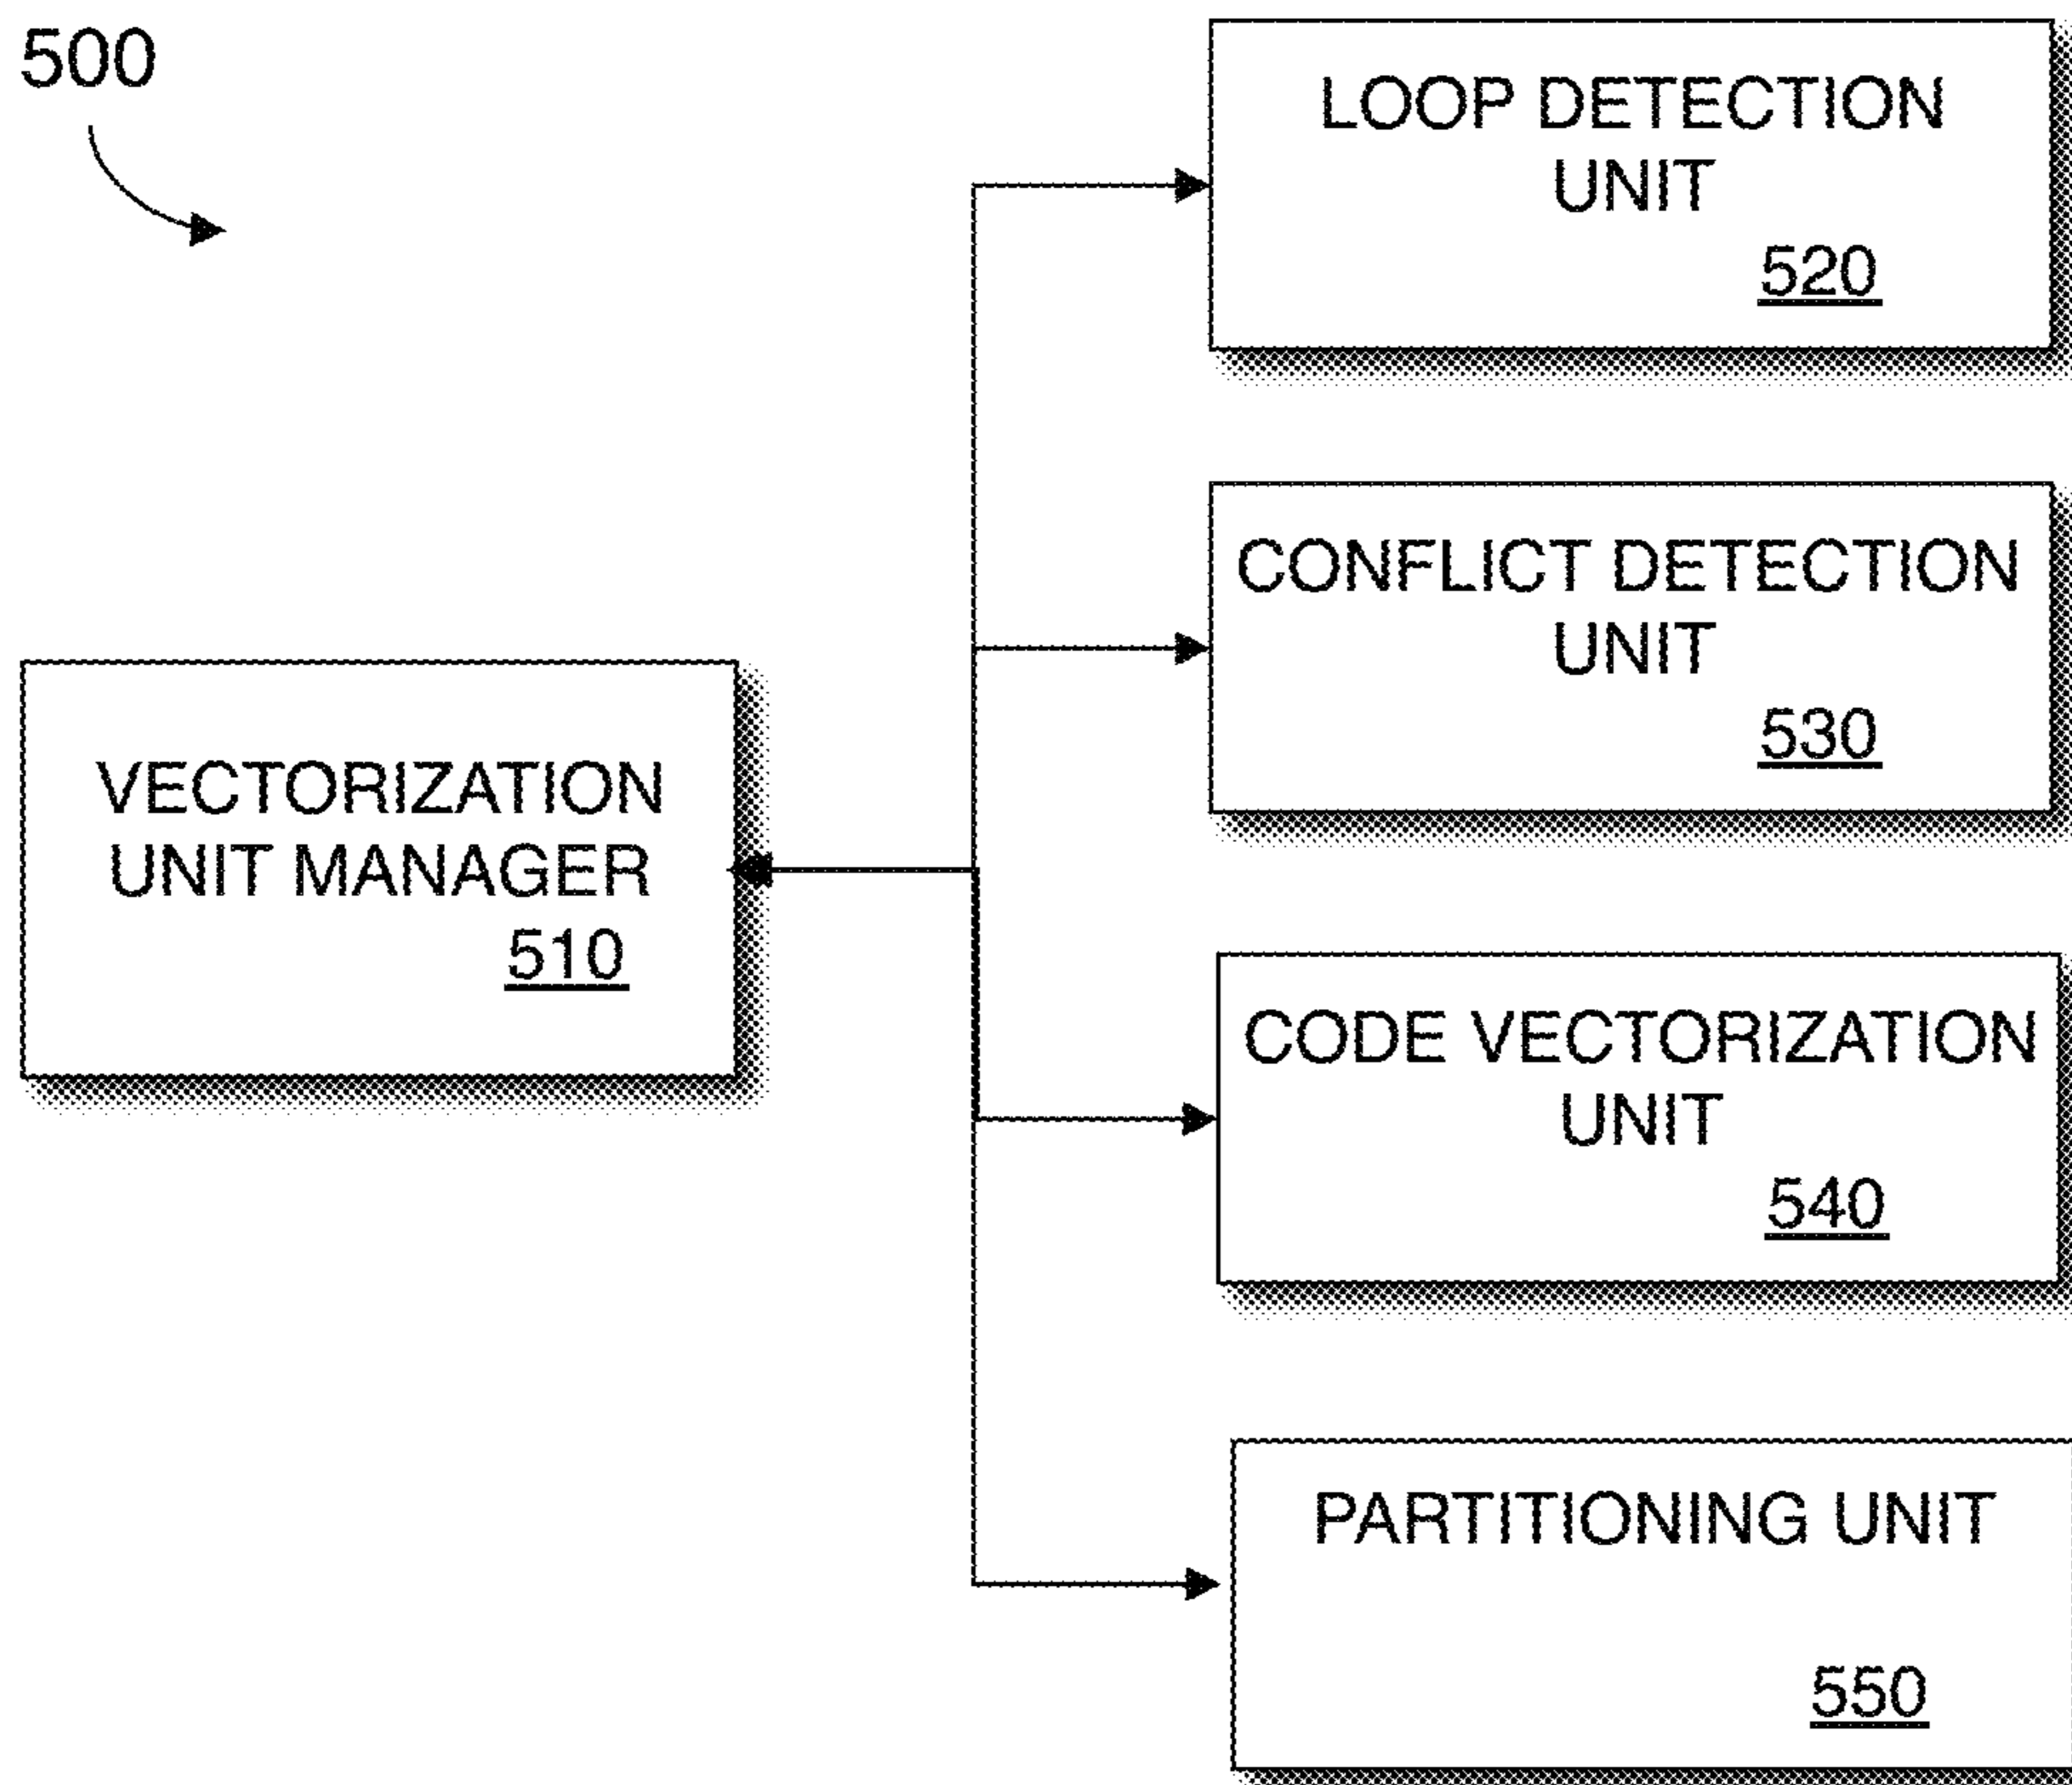 500
LOOP DETECTION
UNIT
520
CONFLICT DETECTION
UNIT
530
VECTORIZATION
UNIT MANAGER
510
CODE VECTORIZATION
UNIT
540
PARTITIONING UNIT
550